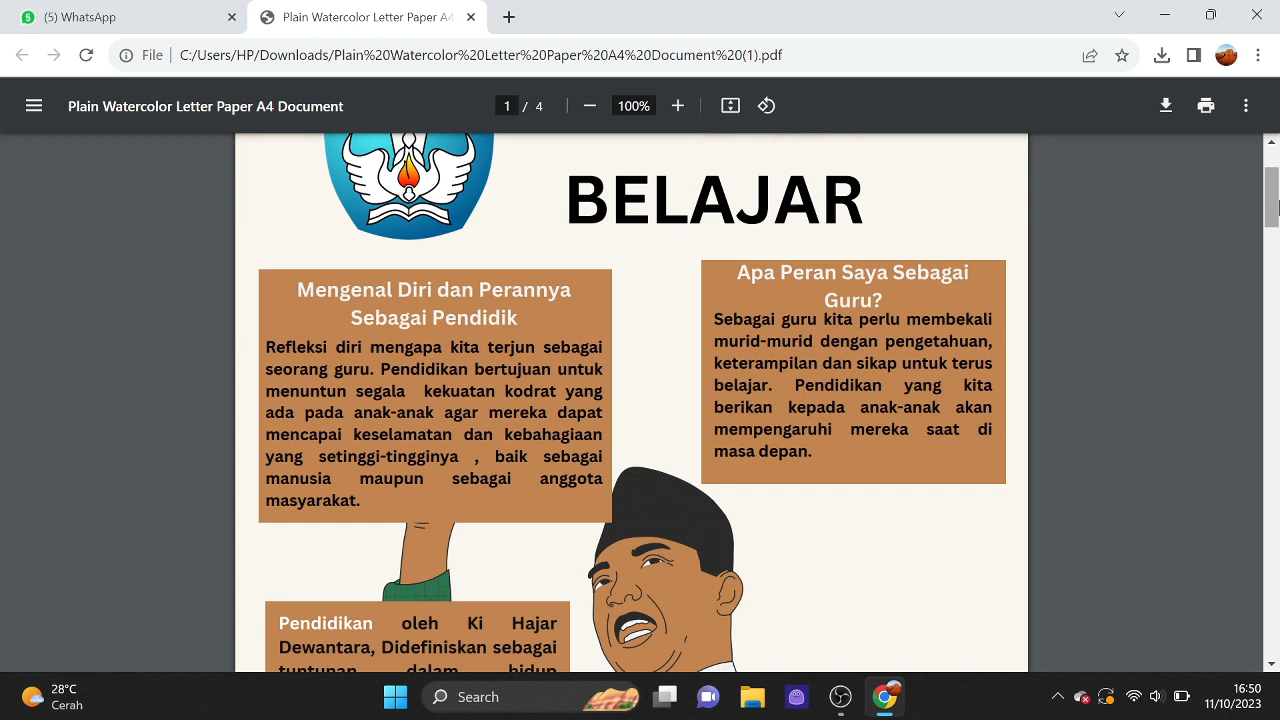 (5) WhatsApp
Plain Watercolor Letter Paper A4
File
C:/Users/HP/Downloads/Plain%20Watercolor%20Letter%20Paper%20A4%20Document%20(1).pdf
Plain Watercolor Letter Paper A4 Document
1 / 4
100%
BELAJAR
Mengenal Diri dan Perannya
Sebagai Pendidik
Refleksi diri mengapa kita terjun sebagai
seorang guru. Pendidikan bertujuan untuk
menuntun segala kekuatan kodrat yang
ada pada anak-anak agar mereka dapat
mencapai keselamatan dan kebahagiaan
yang setinggi-tingginya , baik sebagai
manusia maupun sebagai anggota
masyarakat.
Apa Peran Saya Sebagai
Guru?
Sebagai guru kita perlu membekali
murid-murid dengan pengetahuan,
keterampilan dan sikap untuk terus
belajar. Pendidikan yang kita
berikan kepada anak-anak akan
mempengaruhi mereka saat di
masa depan.
Pendidikan oleh Ki Hajar
Dewantara, Didefiniskan sebagai
tuntunan dalam hidup
28°C
Cerah
Search
16:50
11/10/2023